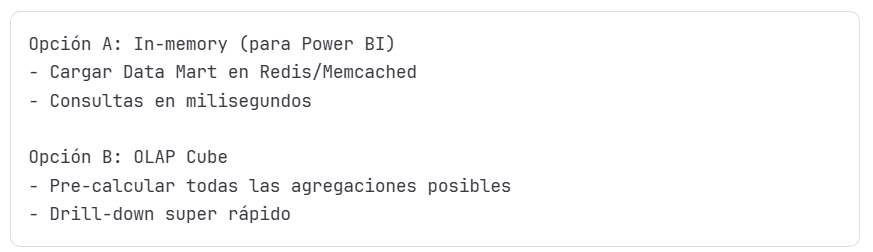 Opción A: In-memory (para Power BI)
- Cargar Data Mart en Redis/Memcached
- Consultas en milisegundos
Opción B: OLAP Cube
- Pre-calcular todas las agregaciones posibles
- Drill-down super rápido